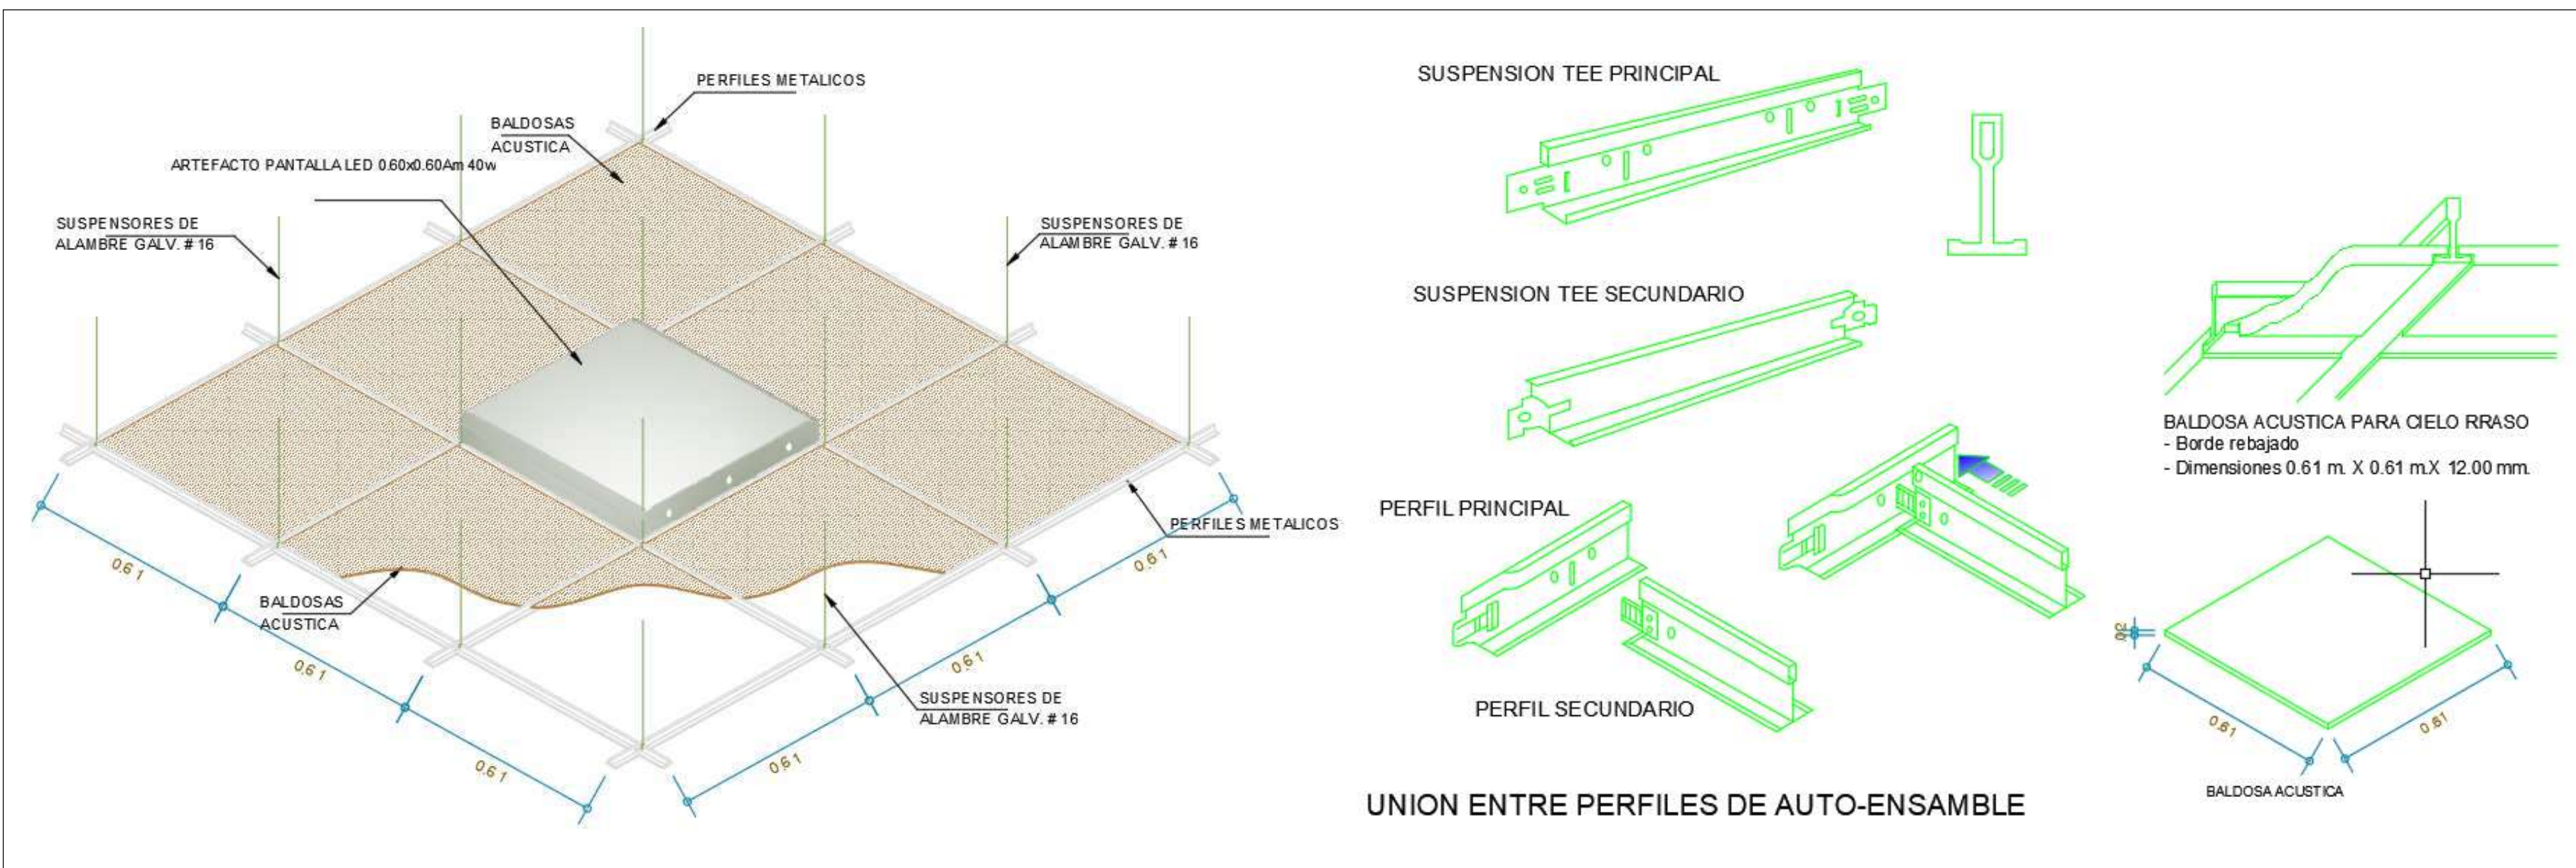 PERFILES METALICOS
BALDOSAS
ACUSTICA
ARTEFACTO PANTALLA LED 0.60x0.60Am 40w
SUSPENSORES DE
ALAMBRE GALV. # 16
SUSPENSORES DE
ALAMBRE GALV. # 16
PERFILES METALICOS
BALDOSAS
ACUSTICA
SUSPENSORES DE
ALAMBRE GALV. # 16
0.61
0.61
0.61
0.61
0.61
0.61
SUSPENSION TEE PRINCIPAL
SUSPENSION TEE SECUNDARIO
PERFIL PRINCIPAL
PERFIL SECUNDARIO
UNION ENTRE PERFILES DE AUTO-ENSAMBLE
BALDOSA ACUSTICA PARA CIELO RRASO
- Borde rebajado
- Dimensiones 0.61 m. X 0.61 m.X 12.00 mm.
0.61
0.61
BALDOSA ACUSTICA